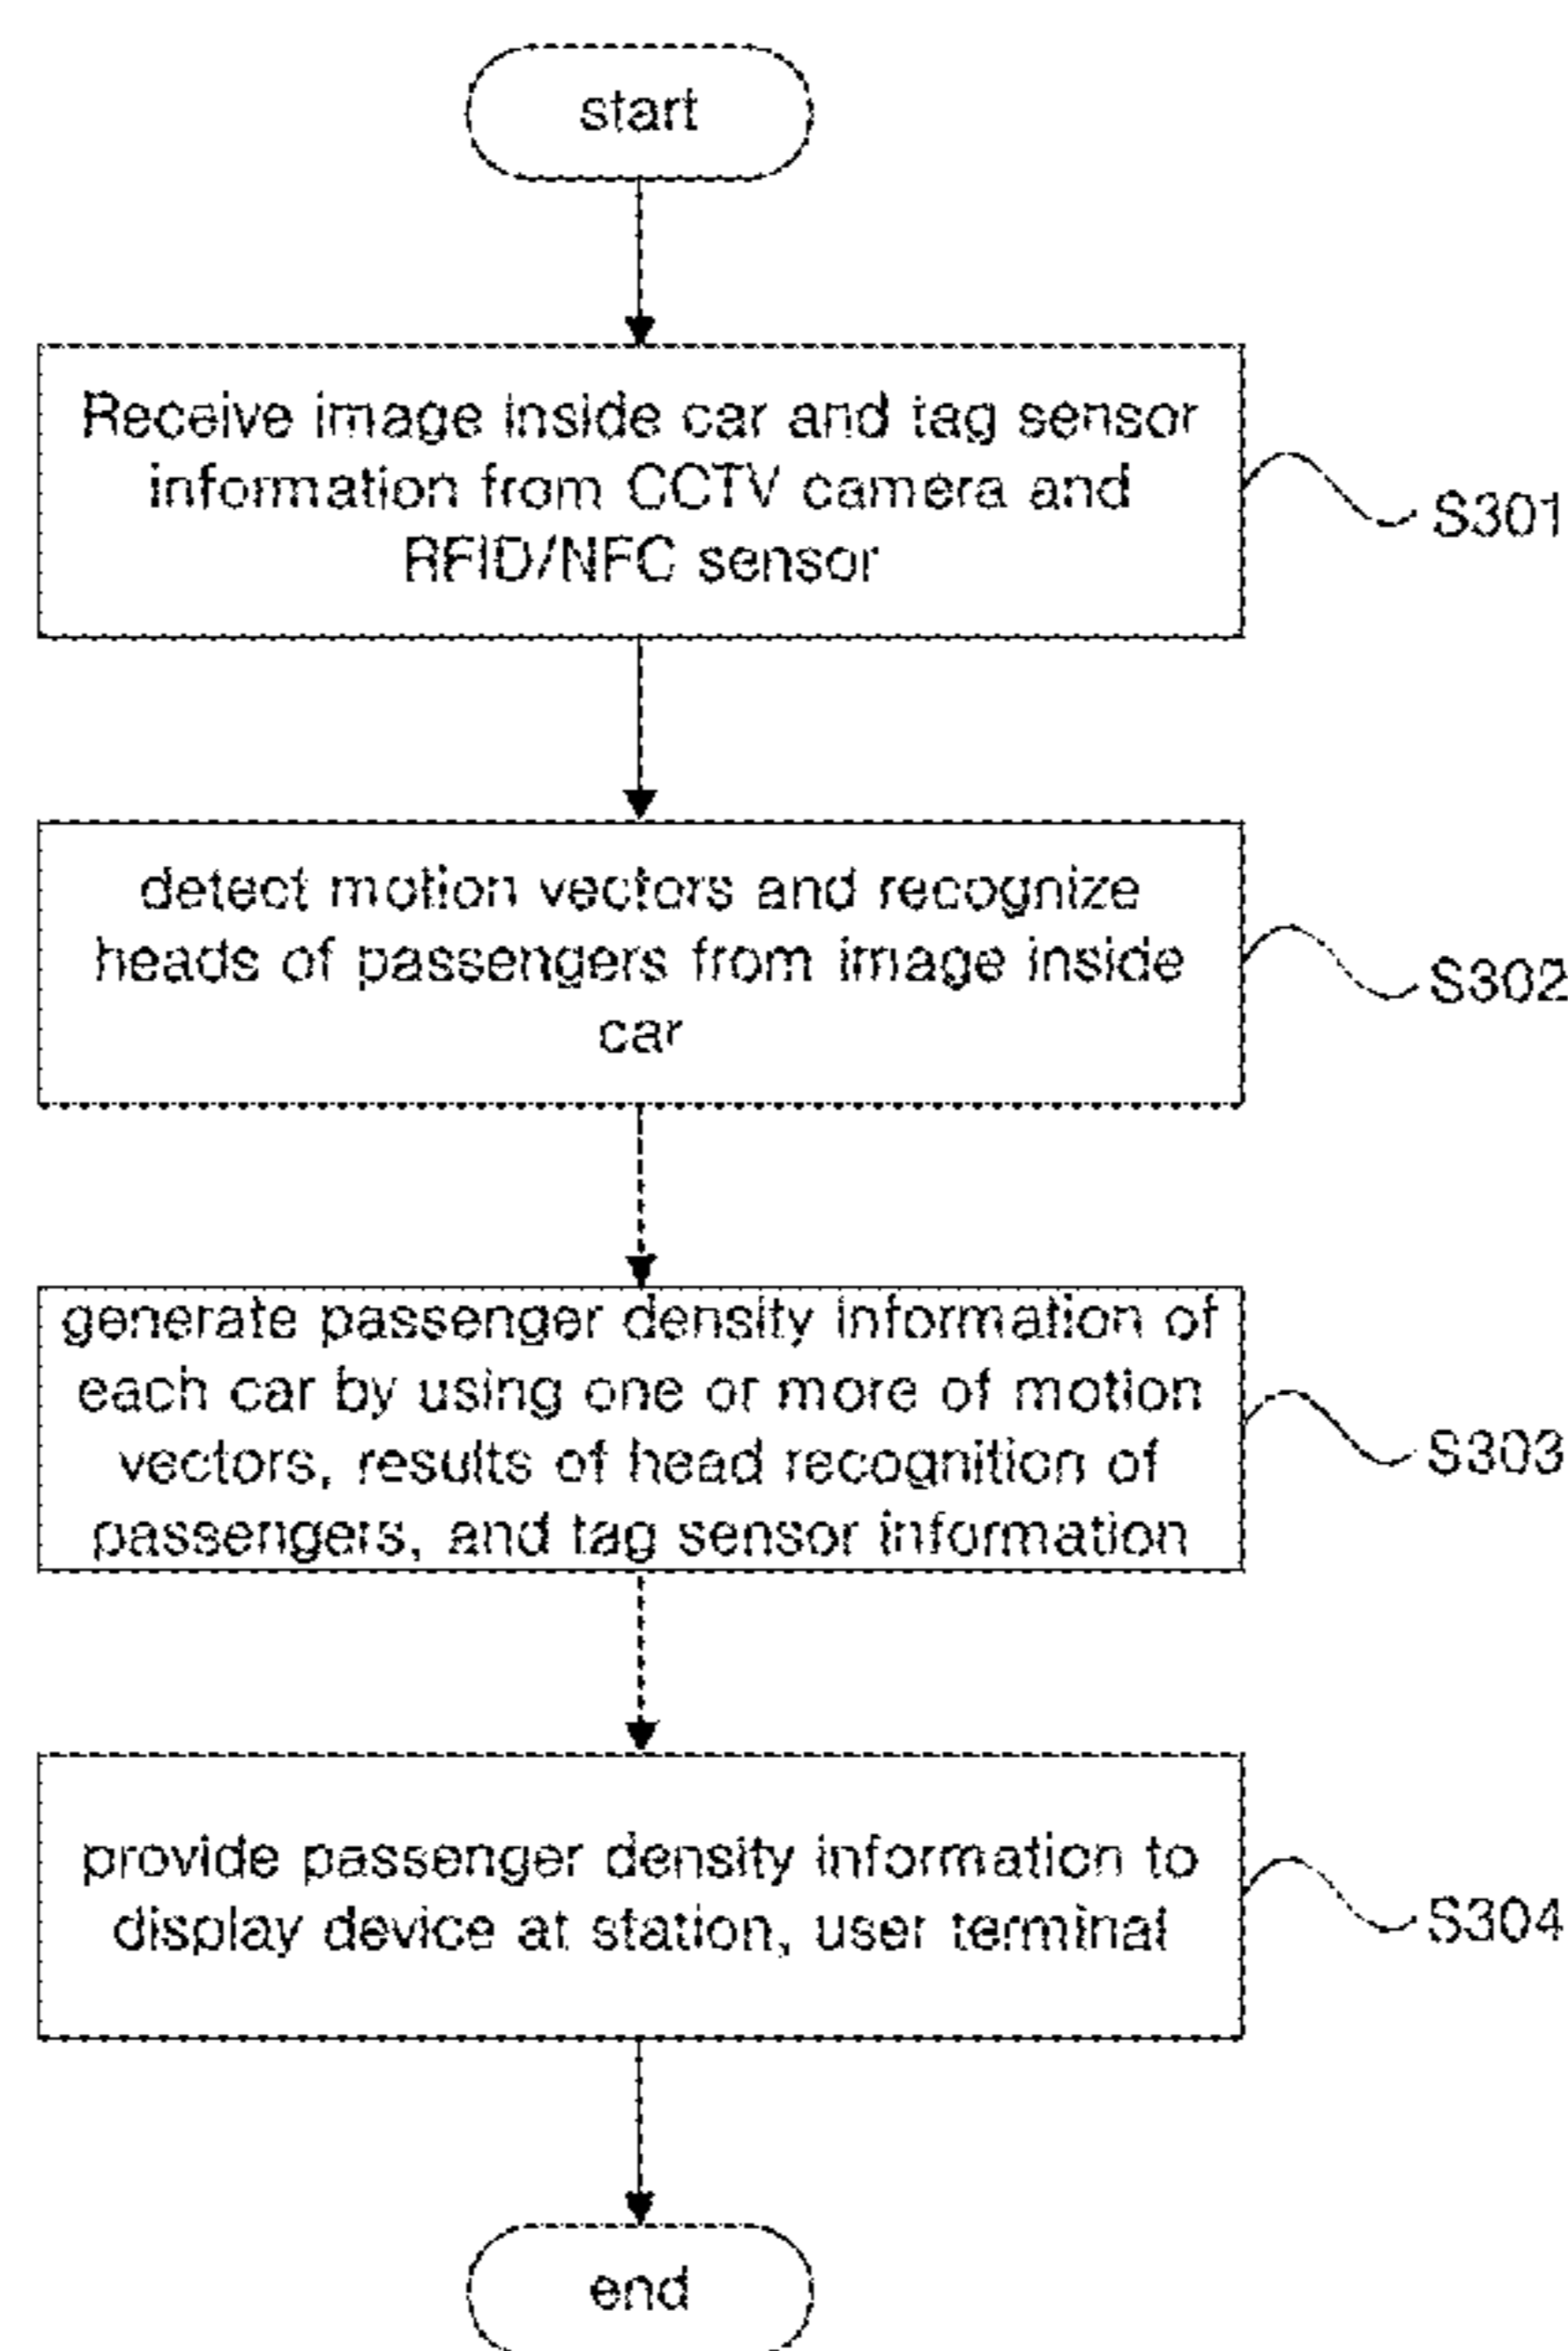 start
Receive image inside car and tag sensor
information from CCTV camera and
RFID/NFC sensor
S301
detect motion vectors and recognize
heads of passengers from image inside
car
S302
generate passenger density information of
each car by using one or more of motion
vectors, results of head recognition of
passengers, and tag sensor information
S303
provide passenger density information to
display device at station, user terminal
S304
end